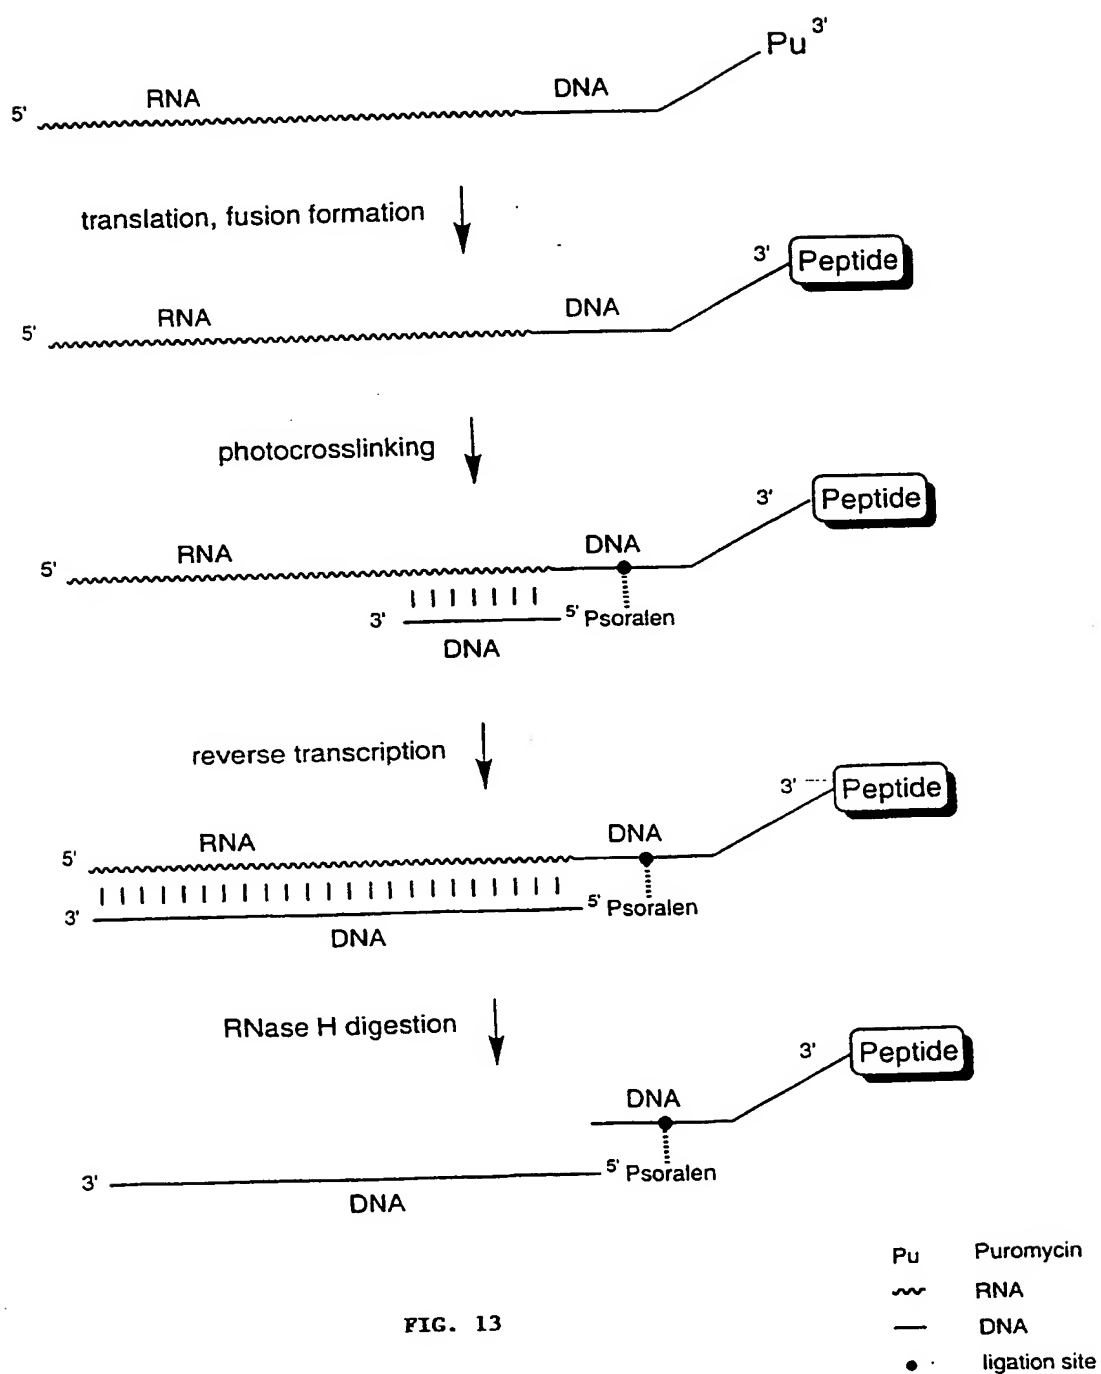 Pu 3'
5' RNA DNA
translation, fusion formation
3' Peptide
5' RNA DNA
photocrosslinking
3' Peptide
5' RNA DNA
3' 5' Psoralen
DNA
reverse transcription
3' Peptide
5' RNA DNA
3' 5' Psoralen
DNA
RNase H digestion
3' Peptide
DNA
3' 5' Psoralen
DNA
Pu Puromycin
RNA
DNA
ligation site
FIG. 13